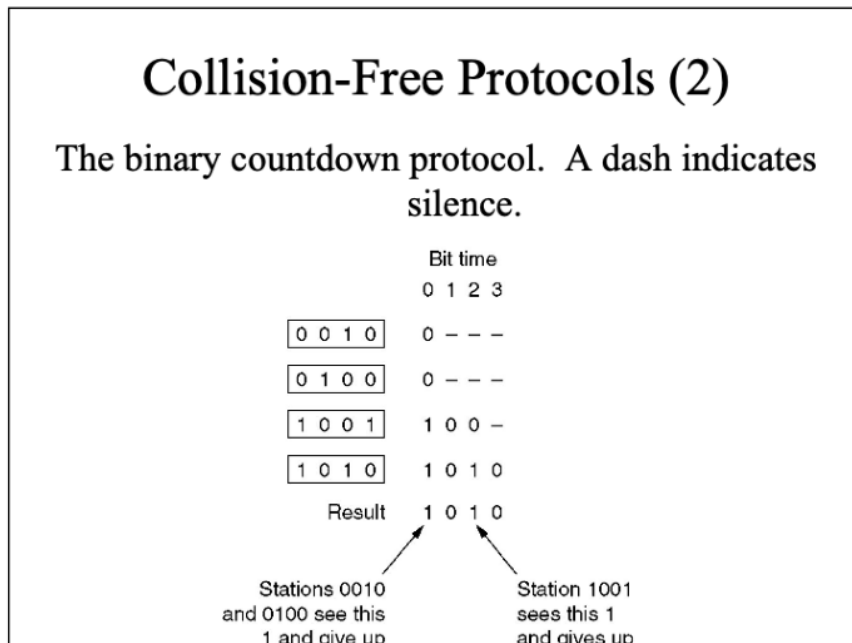 Collision-Free Protocols (2)
The binary countdown protocol.  A dash indicates
silence.
Bit time
0 1 2 3
0 0 1 0 0 – – –
0 1 0 0 0 – – –
1 0 0 1 1 0 0 –
1 0 1 0 1 0 1 0
Result 1 0 1 0
Stations 0010
and 0100 see this
1 and give up
Station 1001
sees this 1
and gives up